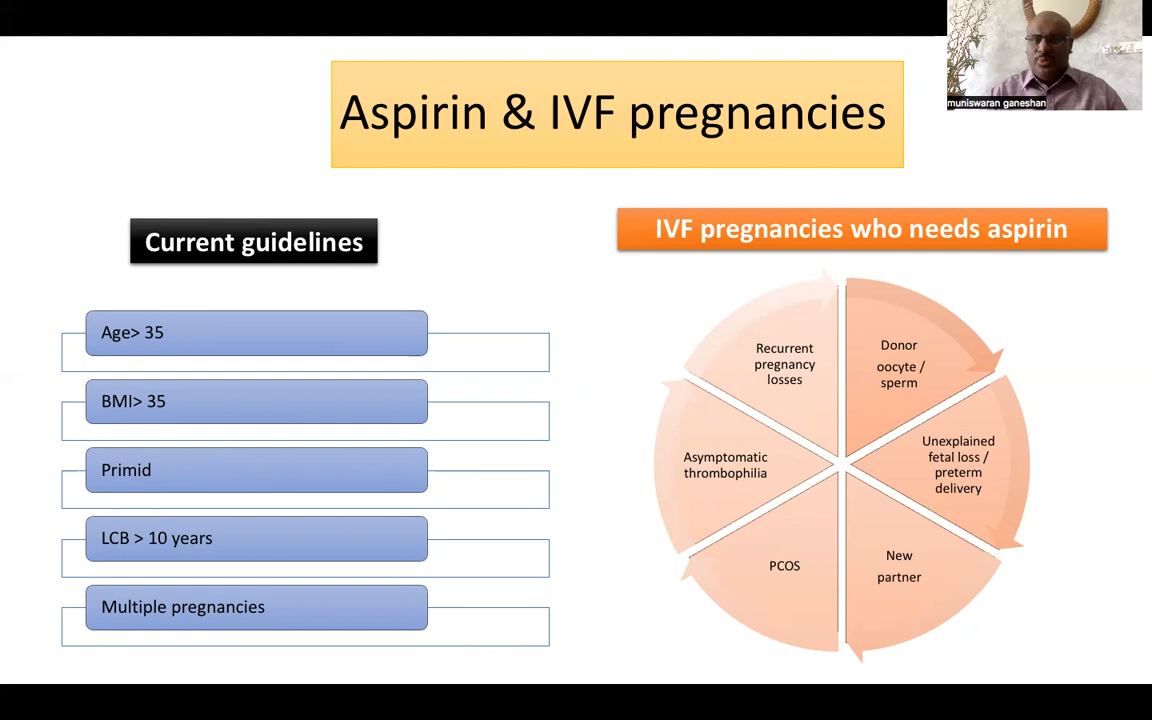 muniswaran ganeshan
Aspirin & IVF pregnancies
Current guidelines
Age> 35
BMI> 35
Primid
LCB > 10 years
Multiple pregnancies
IVF pregnancies who needs aspirin
Donor
oocyte /
sperm
Unexplained
fetal loss /
preterm
delivery
New
partner
PCOS
Asymptomatic
thrombophilia
Recurrent
pregnancy
losses